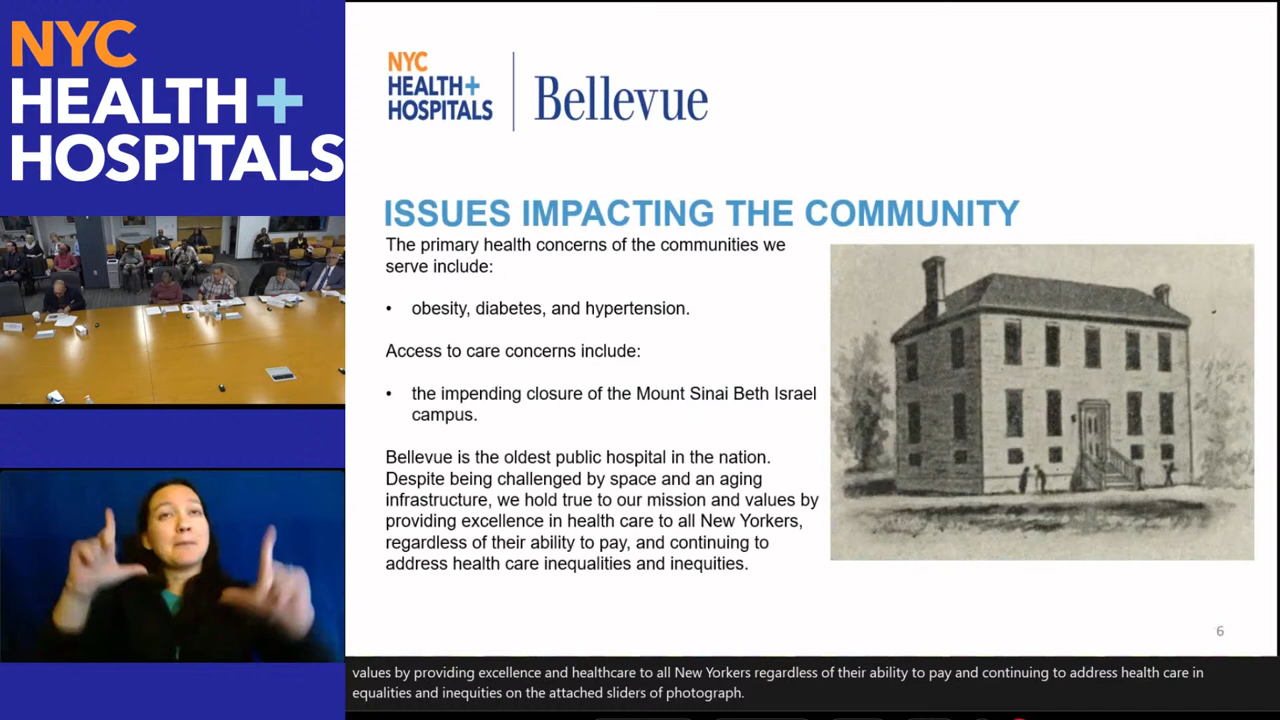 NYC
HEALTH+
HOSPITALS
NYC
HEALTH+
HOSPITALS
Bellevue
ISSUES IMPACTING THE COMMUNITY
The primary health concerns of the communities we
serve include:
• obesity, diabetes, and hypertension.
Access to care concerns include:
• the impending closure of the Mount Sinai Beth Israel
campus.
Bellevue is the oldest public hospital in the nation.
Despite being challenged by space and an aging
infrastructure, we hold true to our mission and values by
providing excellence in health care to all New Yorkers,
regardless of their ability to pay, and continuing to
address health care inequalities and inequities.
6
values by providing excellence and healthcare to all New Yorkers regardless of their ability to pay and continuing to address health care in
equalities and inequities on the attached sliders of photograph.